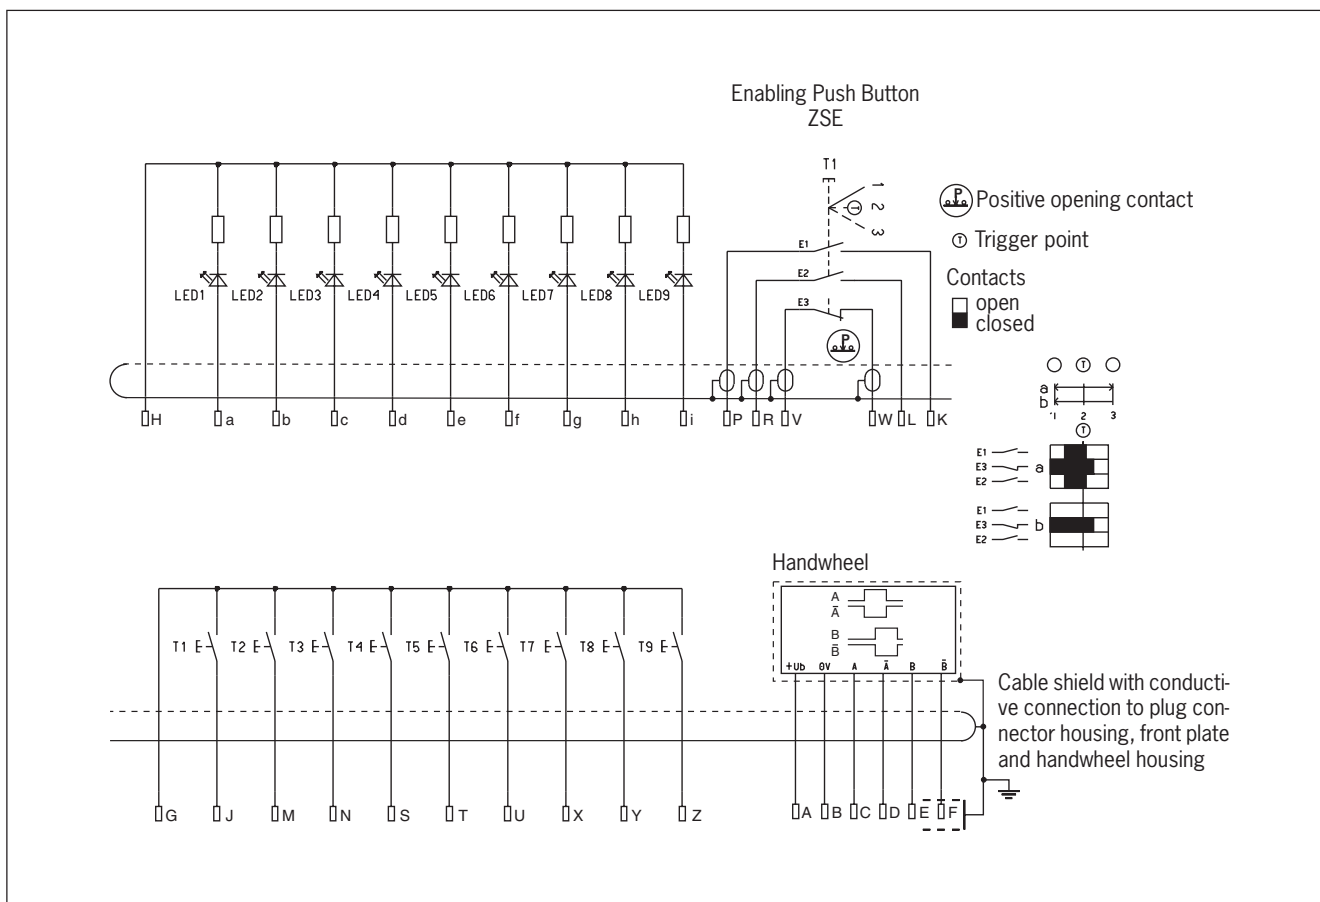 Enabling Push Button
ZSE
T1
1
2
3
T
P
Positive opening contact
T Trigger point
Contacts
open
closed
E1
E2
E3
P
LED1 LED2 LED3 LED4 LED5 LED6 LED7 LED8 LED9
H a b c d e f g h i P R V W L K
T
a
b
1 2 3
T
E1
E3 a
E2
E1
E3 b
E2
Handwheel
A
Ā
B
B̄
+Ub 0V A Ā B B̄
T1 T2 T3 T4 T5 T6 T7 T8 T9
Cable shield with conducti-
ve connection to plug con-
nector housing, front plate
and handwheel housing
G J M N S T U X Y Z A B C D E F